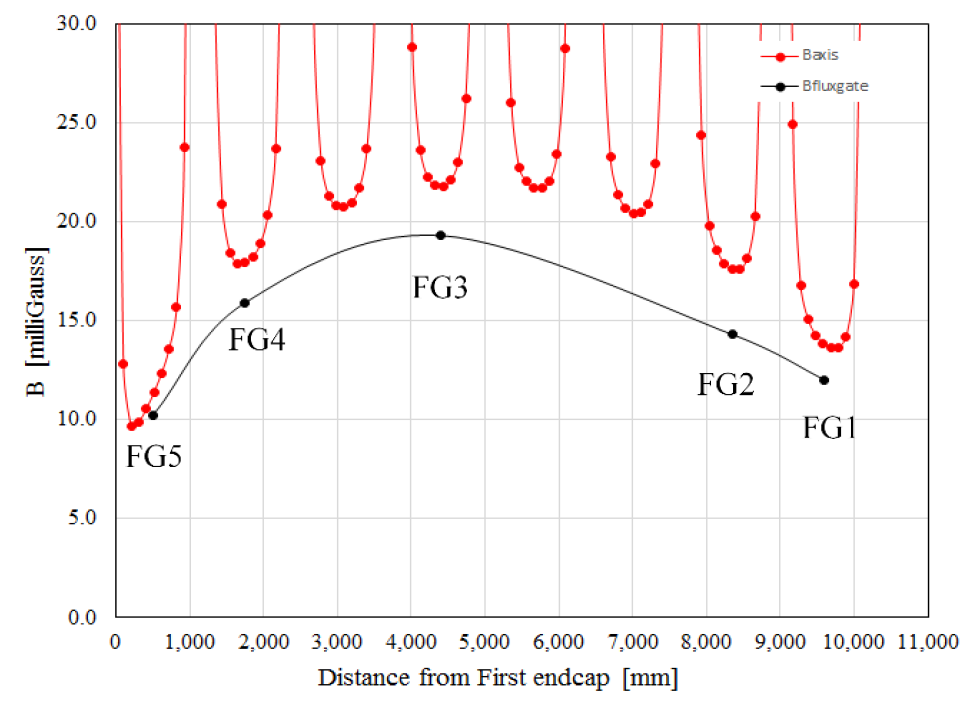 30.0
25.0
20.0
15.0
10.0
5.0
0.0
B [milliGauss]
Baxis
Bfluxgate
FG5
FG4
FG3
FG2
FG1
0 1,000 2,000 3,000 4,000 5,000 6,000 7,000 8,000 9,000 10,000 11,000
Distance from First endcap [mm]